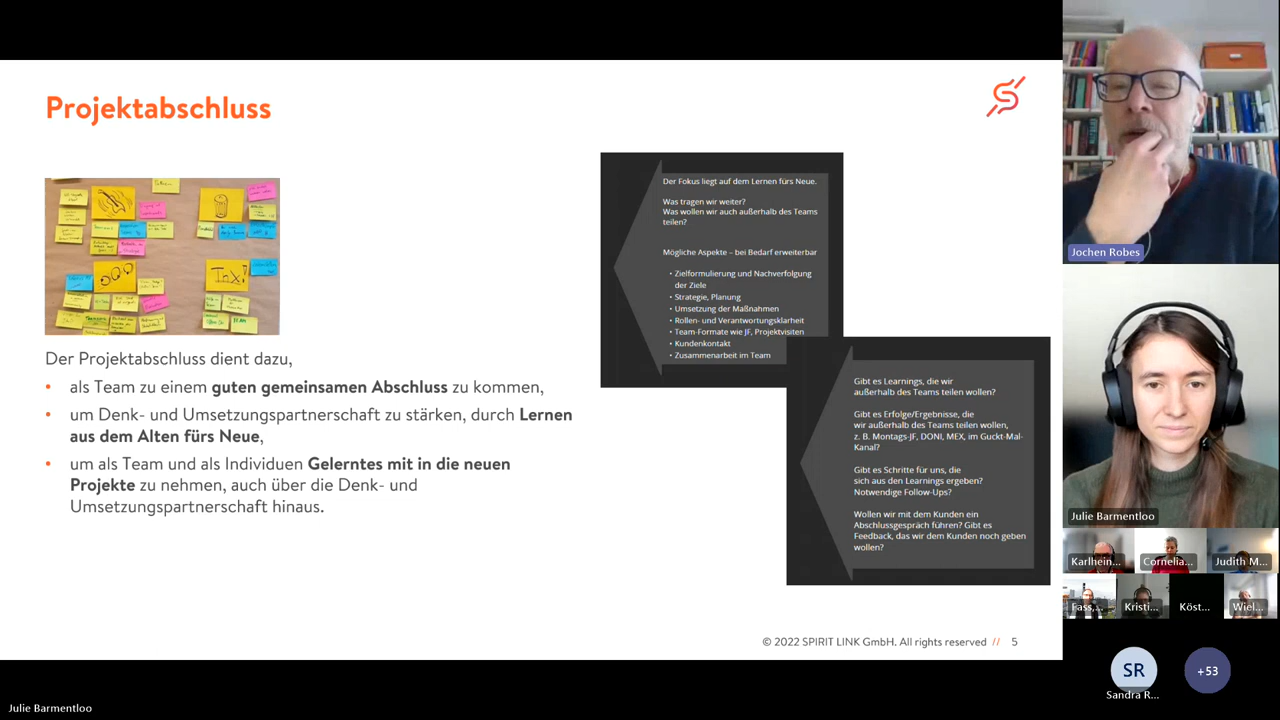 Projektabschluss
InX!
Der Projektabschluss dient dazu,
• als Team zu einem guten gemeinsamen Abschluss zu kommen,
• um Denk- und Umsetzungspartnerschaft zu stärken, durch Lernen
aus dem Alten fürs Neue,
• um als Team und als Individuen Gelerntes mit in die neuen
Projekte zu nehmen, auch über die Denk- und
Umsetzungspartnerschaft hinaus.
Der Fokus liegt auf dem Lernen fürs Neue.
Was tragen wir weiter?
Was wollen wir auch außerhalb des Teams
teilen?
Mögliche Aspekte – bei Bedarf erweiterbar
• Zielformulierung und Nachverfolgung
der Ziele
• Strategie, Planung
• Umsetzung der Maßnahmen
• Rollen- und Verantwortungsklarheit
• Team-Formate wie JF, Projektvisiten
• Kundenkontakt
• Zusammenarbeit im Team
Gibt es Learnings, die wir
außerhalb des Teams teilen wollen?
Gibt es Erfolge/Ergebnisse, die
wir außerhalb des Teams teilen wollen,
z. B. Montags-JF, DONI, MEX, im Guckt-Mal-
Kanal?
Gibt es Schritte für uns, die
sich aus den Learnings ergeben?
Notwendige Follow-Ups?
Wollen wir mit dem Kunden ein
Abschlussgespräch führen? Gibt es
Feedback, das wir dem Kunden noch geben
wollen?
© 2022 SPIRIT LINK GmbH. All rights reserved // 5
Jochen Robes
Julie Barmentloo
Karlhein... Cornelia... Judith M...
Fass,... Kristi... Köst... Wiel...
SR +53
Sandra R...
Julie Barmentloo